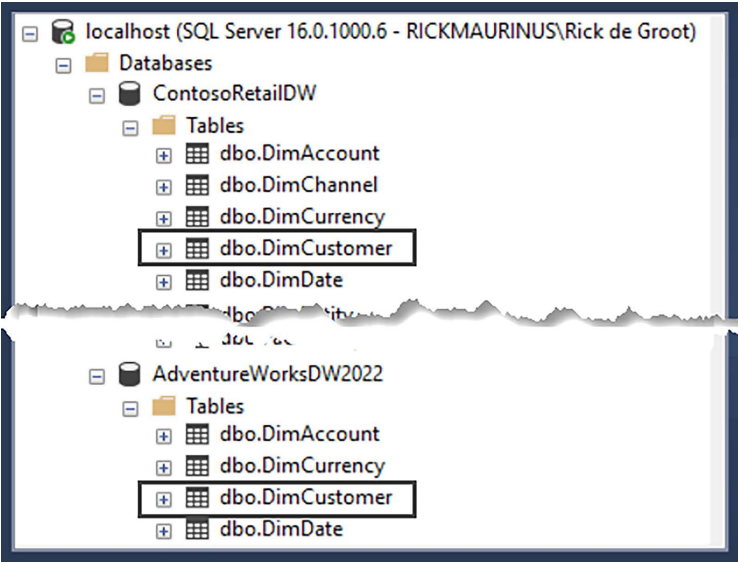 localhost (SQL Server 16.0.1000.6 - RICKMAURINUS\Rick de Groot)
Databases
ContosoRetailDW
Tables
dbo.DimAccount
dbo.DimChannel
dbo.DimCurrency
dbo.DimCustomer
dbo.DimDate
AdventureWorksDW2022
Tables
dbo.DimAccount
dbo.DimCurrency
dbo.DimCustomer
dbo.DimDate